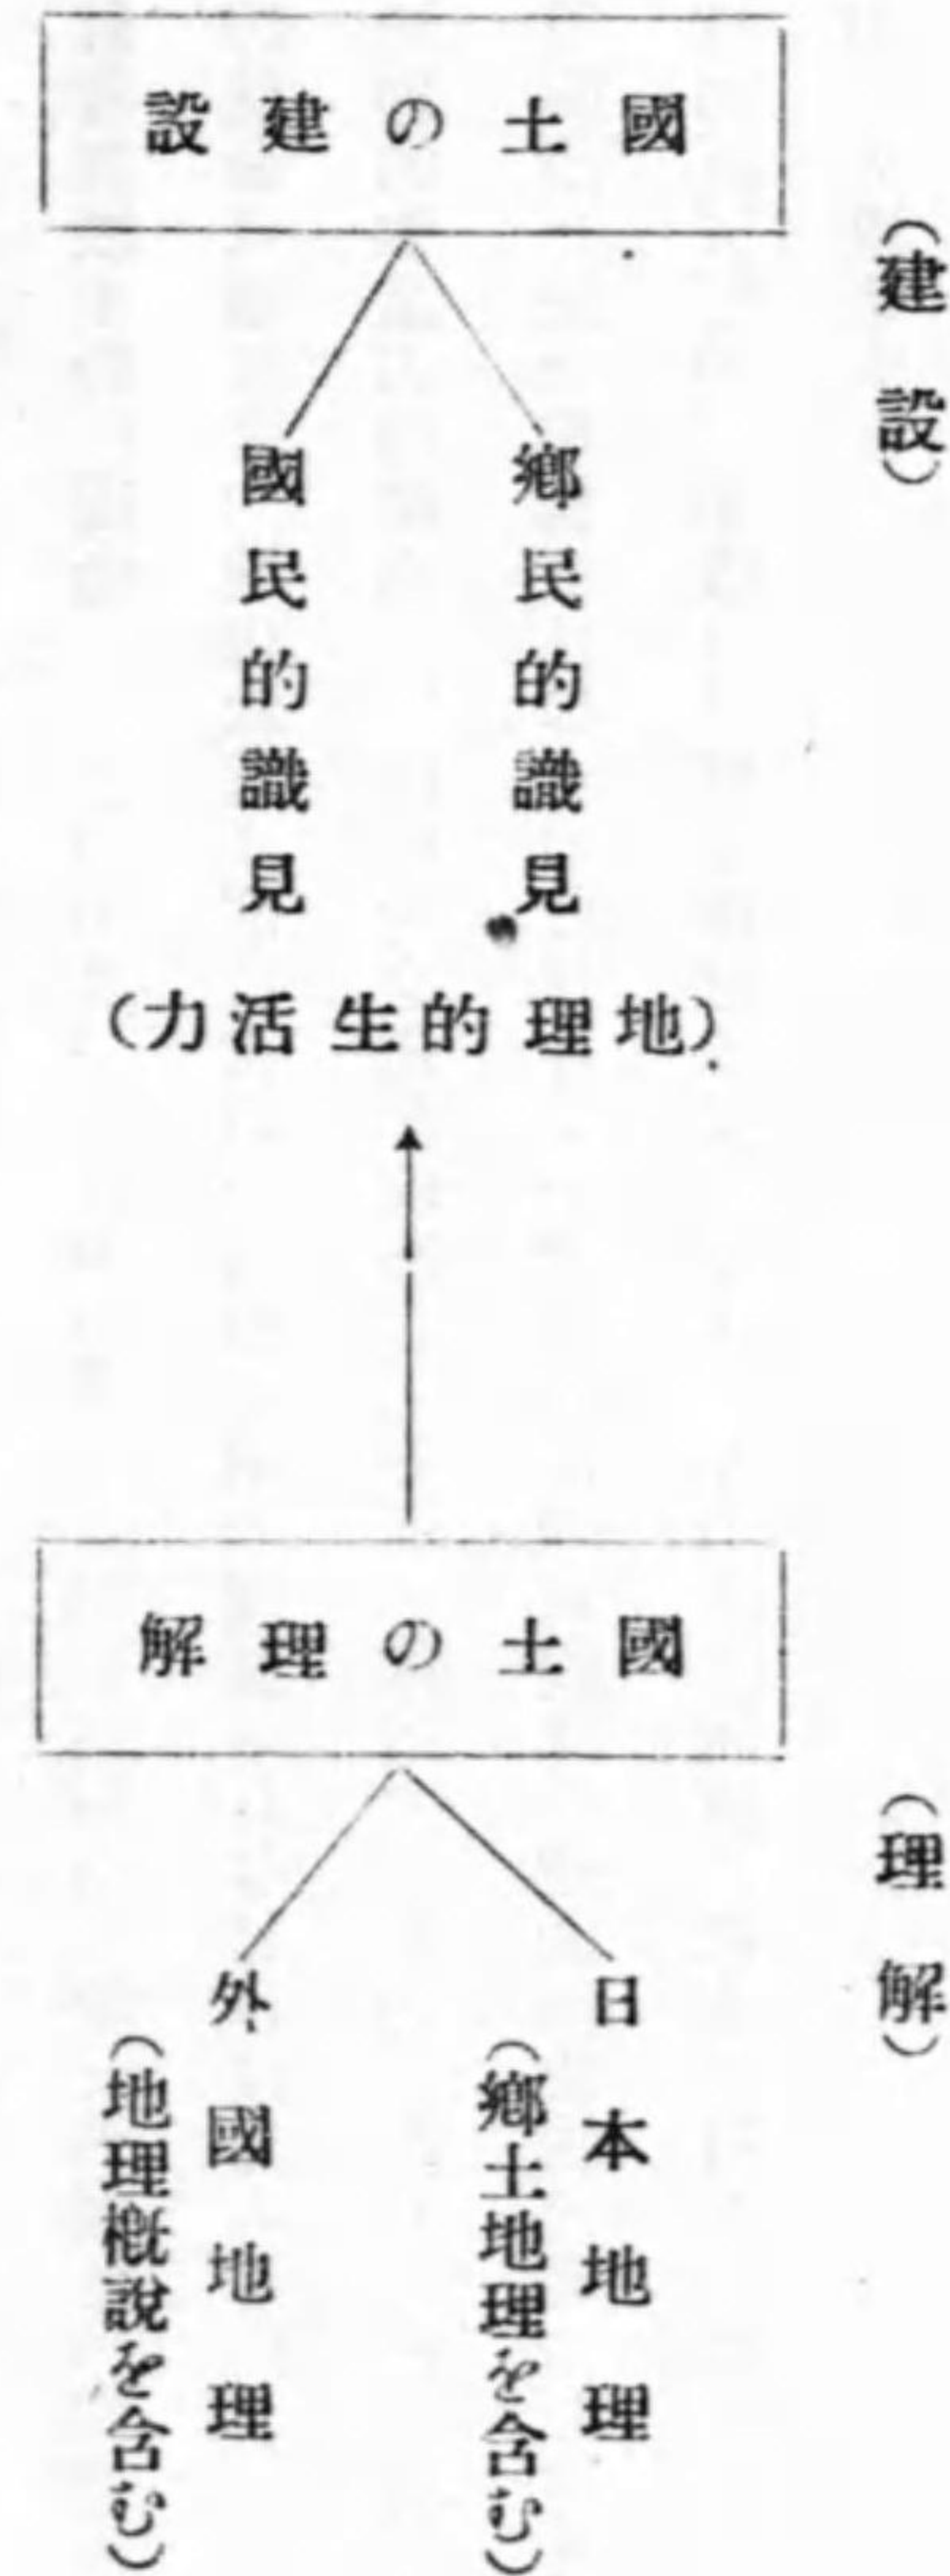 (建設)
國土の建設
鄕民的識見
國民的識見
(地理的生活力)
(理解)
國土の理解
日本地理
(鄕土地理を含む)
外國地理
(地理槪說を含む)